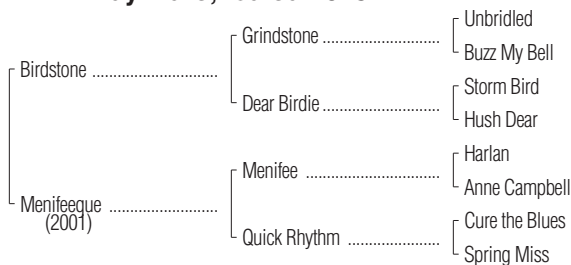 Unbridled
Grindstone ........................
Buzz My Bell
Birdstone ..................................
Storm Bird
Dear Birdie ........................
Hush Dear
Harlan
Menifee ............................
Anne Campbell
Menifeeque .............................
(2001)
Cure the Blues
Quick Rhythm ....................
Spring Miss